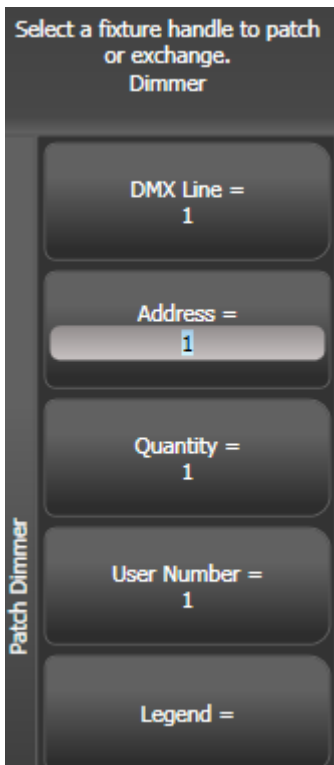 Select a fixture handle to patch
or exchange.
Dimmer
DMX Line =
1
Address =
1
Quantity =
1
User Number =
1
Legend =
Patch Dimmer